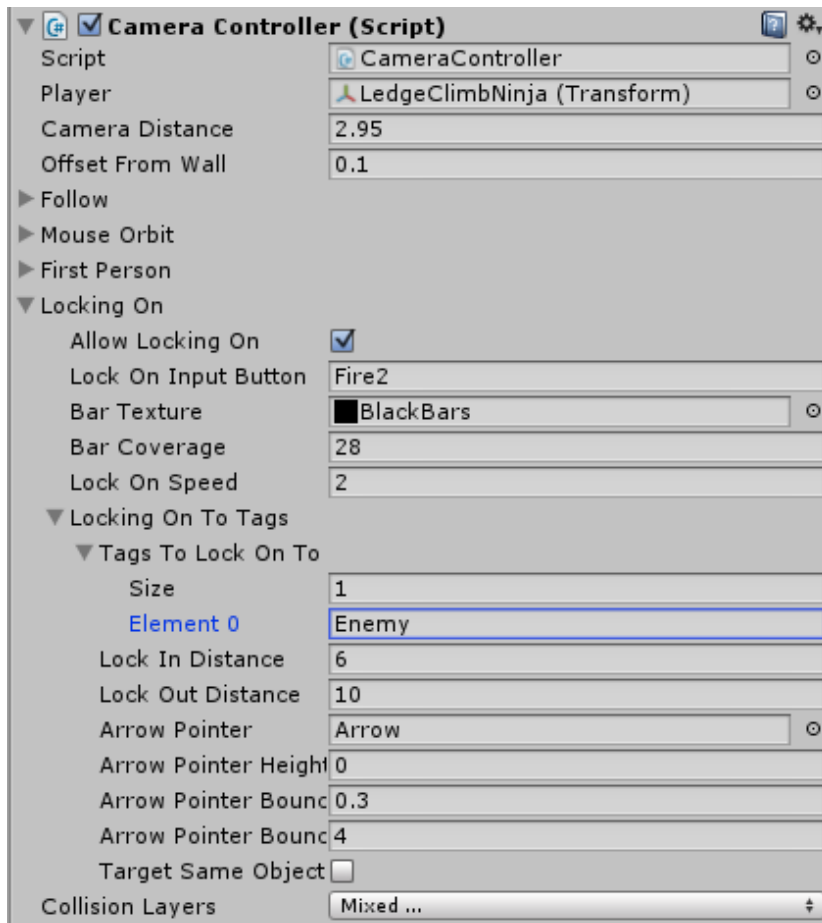 Camera Controller (Script)
Script CameraController
Player LedgeClimbNinja (Transform)
Camera Distance 2.95
Offset From Wall 0.1
Follow
Mouse Orbit
First Person
Locking On
Allow Locking On
Lock On Input Button Fire2
Bar Texture BlackBars
Bar Coverage 28
Lock On Speed 2
Locking On To Tags
Tags To Lock On To
Size 1
Element 0 Enemy
Lock In Distance 6
Lock Out Distance 10
Arrow Pointer Arrow
Arrow Pointer Height 0
Arrow Pointer Bounc 0.3
Arrow Pointer Bounc 4
Target Same Object
Collision Layers Mixed ...